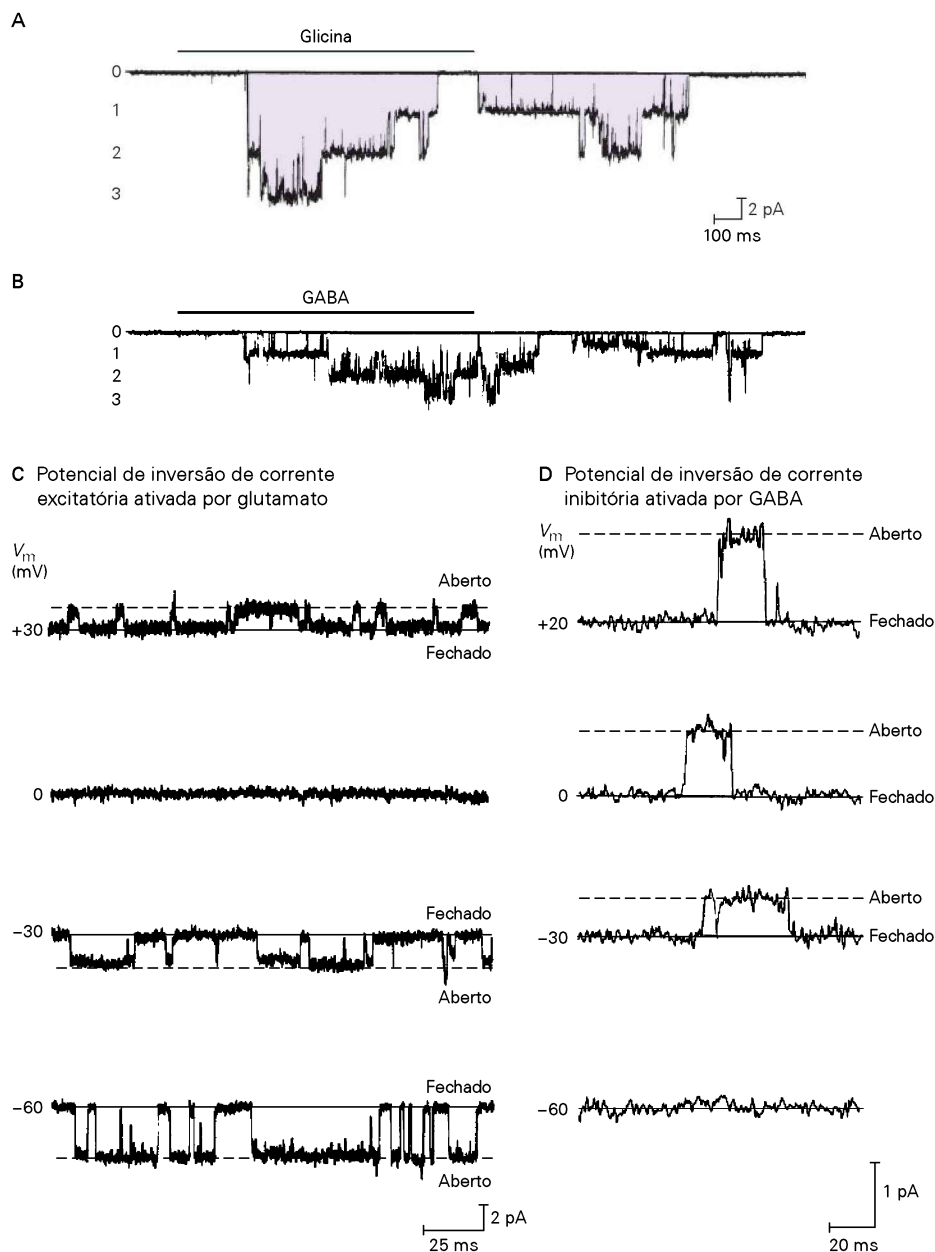 A
Glicina
0
1
2
3
2 pA
100 ms
B
GABA
0
1
2
3
C Potencial de inversão de corrente
excitatória ativada por glutamato
Vm
(mV)
Aberto
+30
Fechado
0
Fechado
−30
Aberto
Fechado
−60
Aberto
2 pA
25 ms
D Potencial de inversão de corrente
inibitória ativada por GABA
Vm
(mV)
Aberto
+20
Fechado
Aberto
0
Fechado
Aberto
−30
Fechado
−60
1 pA
20 ms